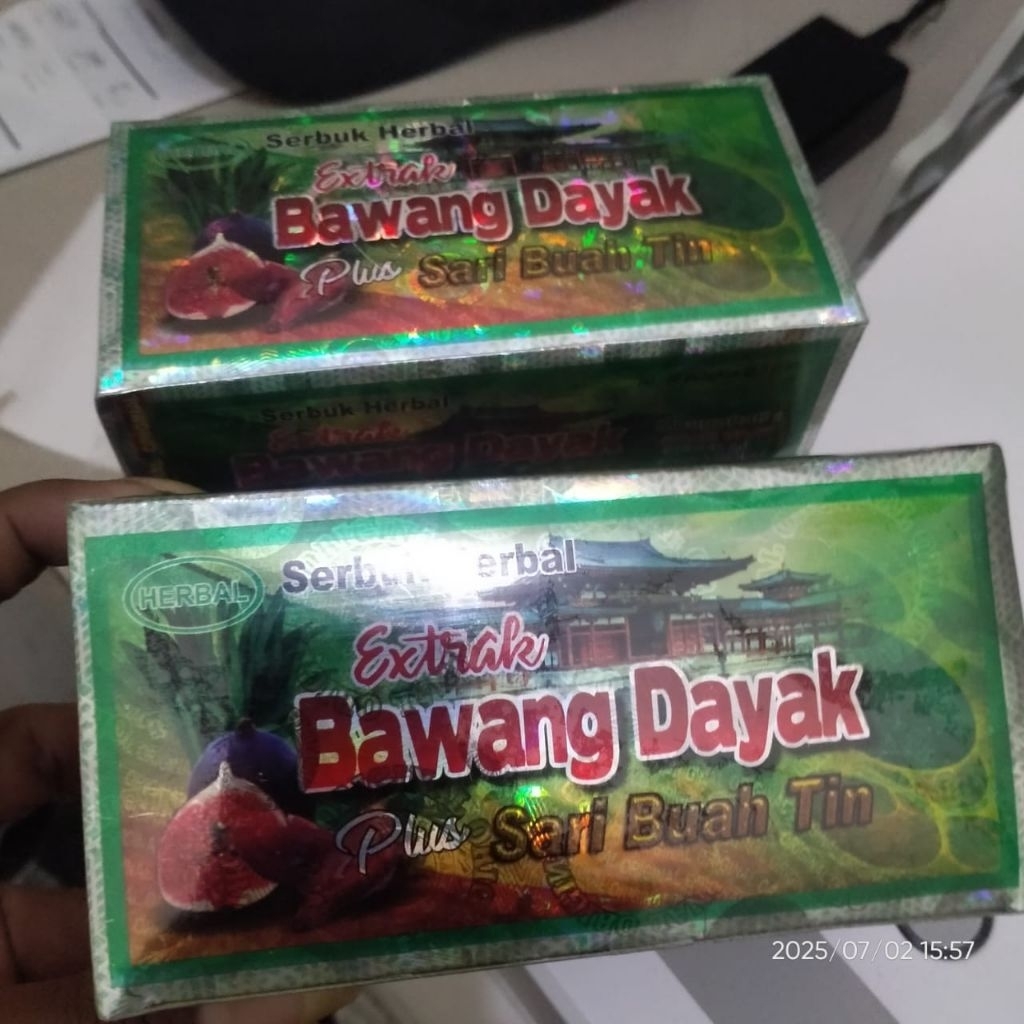 Serbuk Herbal
Extrak
Bawang Dayak
Plus Sari Buah Tin
Serbuk Herbal
Extrak
Bawang Dayak
HERBAL
Serbuk Herbal
Extrak
Bawang Dayak
Plus Sari Buah Tin
2025/07/02 15:57